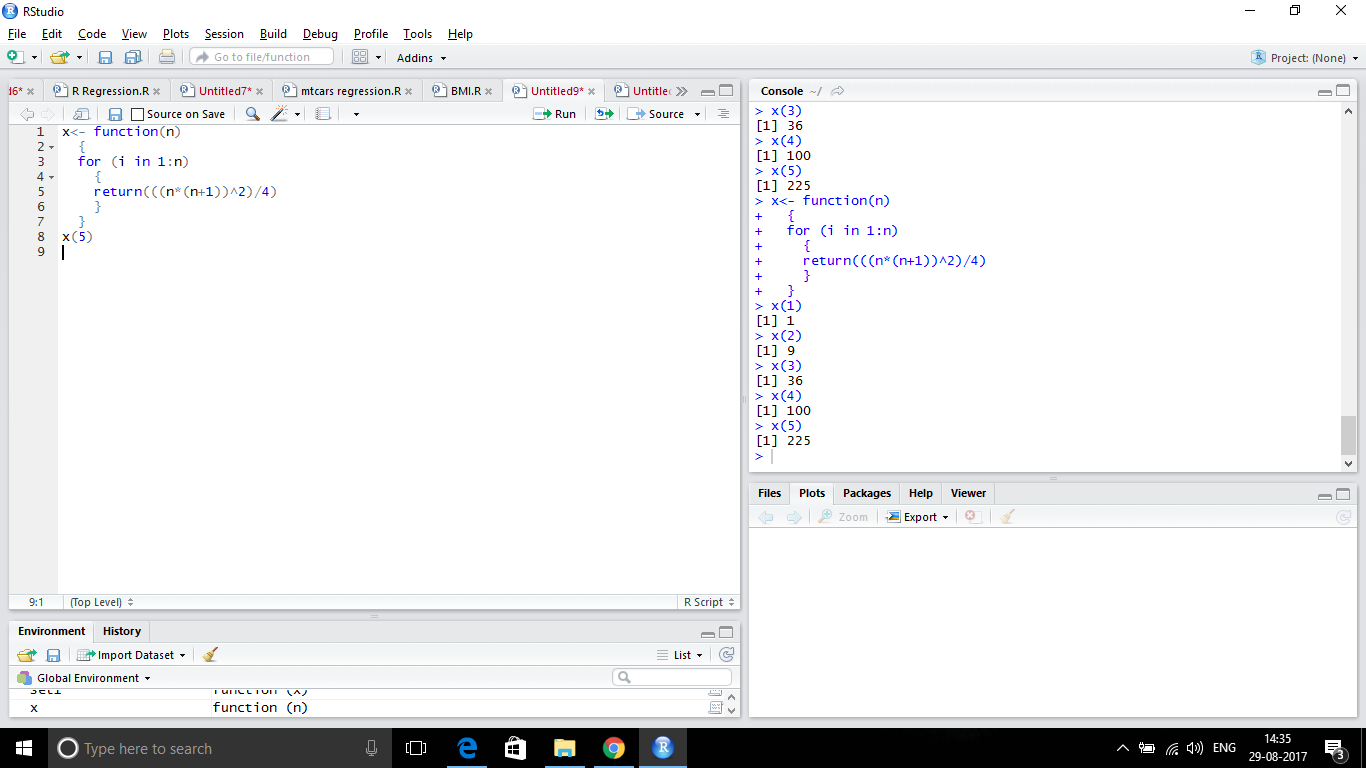 RStudio
File Edit Code View Plots Session Build Debug Profile Tools Help
Go to file/function Addins Project: (None)
d6* R Regression.R Untitled7* mtcars regression.R BMI.R Untitled9* Untitle
Source on Save Run Source
1 x<- function(n)
2 {
3 for (i in 1:n)
4 {
5 return(((n*(n+1))^2)/4)
6 }
7 }
8 x(5)
9
9:1 (Top Level) R Script
Environment History
Import Dataset List
Global Environment
set1 function (x)
x function (n)
Console ~/
> x(3)
[1] 36
> x(4)
[1] 100
> x(5)
[1] 225
> x<- function(n)
+ {
+ for (i in 1:n)
+ {
+ return(((n*(n+1))^2)/4)
+ }
+ }
> x(1)
[1] 1
> x(2)
[1] 9
> x(3)
[1] 36
> x(4)
[1] 100
> x(5)
[1] 225
>
Files Plots Packages Help Viewer
Zoom Export
Type here to search
ENG
14:35
29-08-2017
3